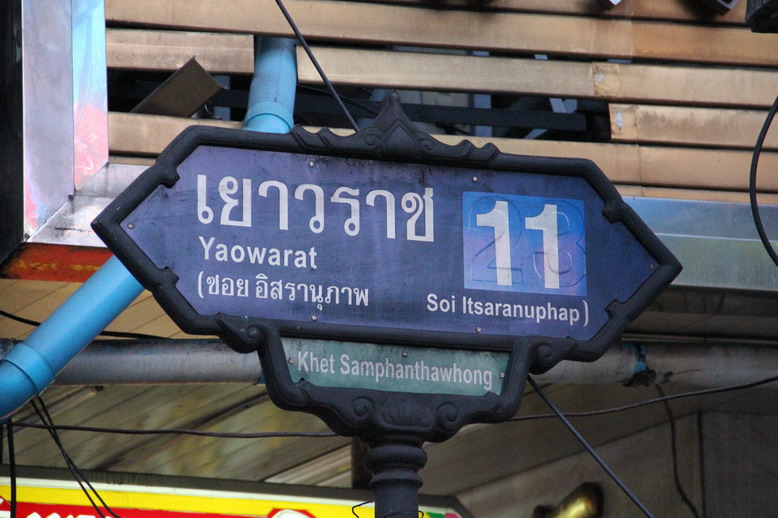 เยาวราช 11
Yaowarat
(ซอย อิสรานุภาพ
Soi Itsaranuphap)
Khet Samphanthawhong